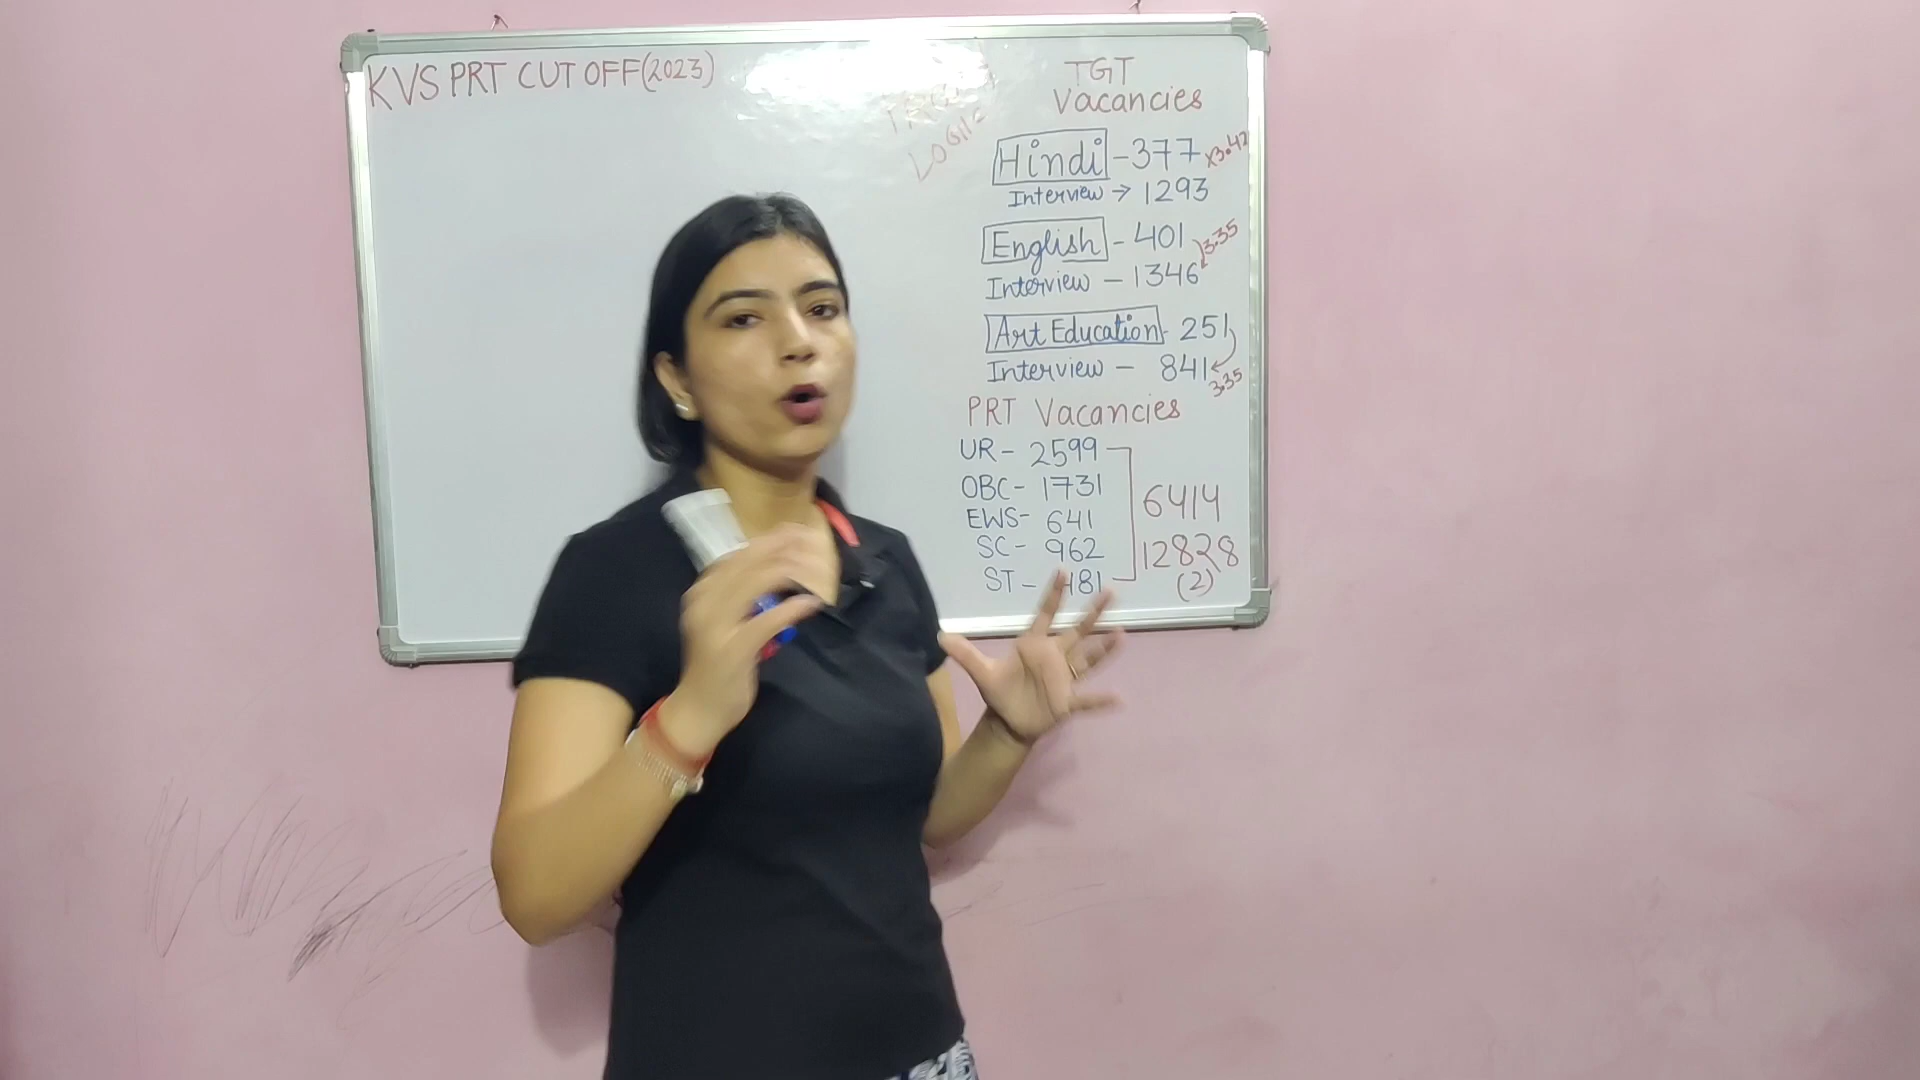 KVS PRT CUT OFF(2023)
TGT
Vacancies
Hindi - 377 x3.42
Interview → 1293
English - 401 3.35
Interview - 1346
Art Education - 251
Interview - 841
3.35
PRT Vacancies
UR - 2599
OBC - 1731
EWS - 641
SC - 962
ST - 481
6414
12828
(2)